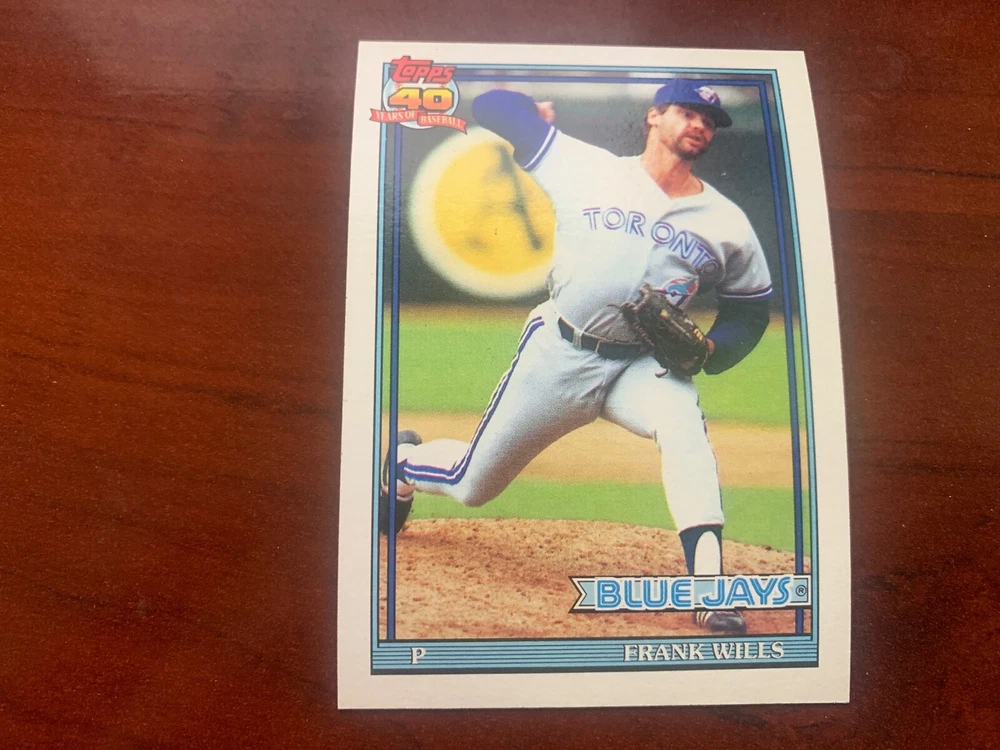 Topps
40
YEARS OF BASEBALL
TORONTO
BLUE JAYS®
P
FRANK WILLS